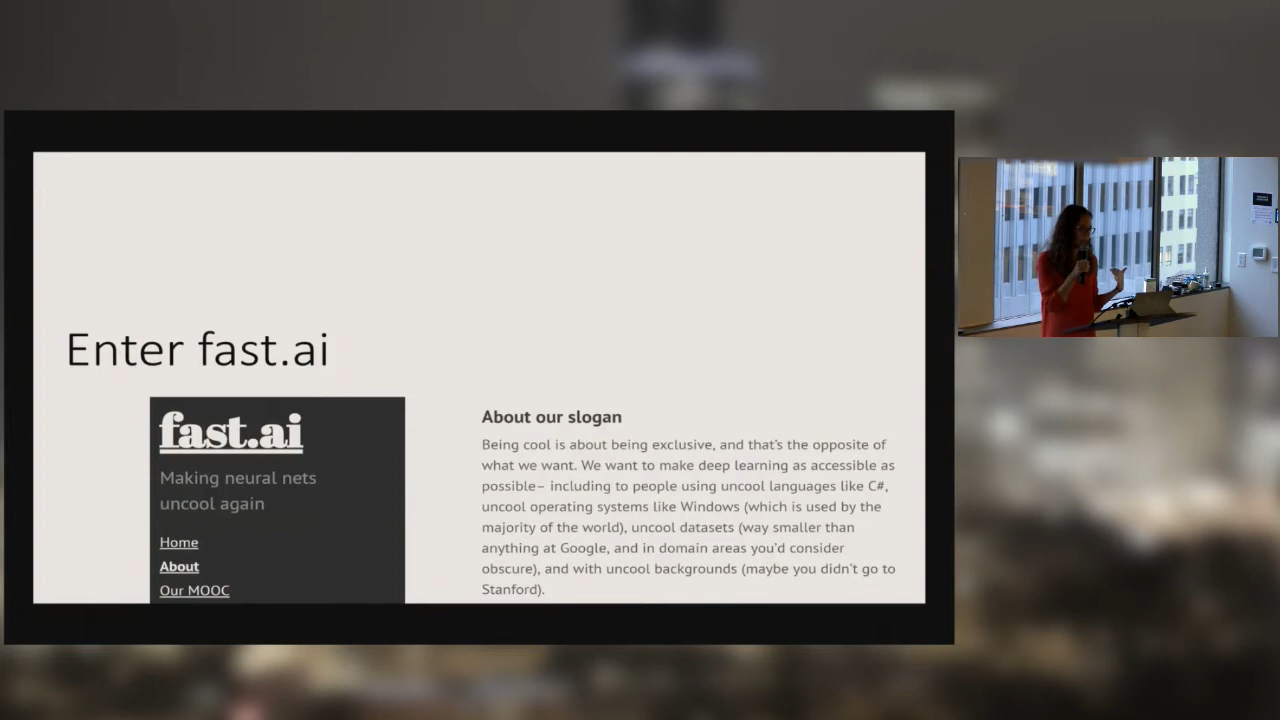 Enter fast.ai
fast.ai
Making neural nets
uncool again
Home
About
Our MOOC
About our slogan
Being cool is about being exclusive, and that's the opposite of
what we want. We want to make deep learning as accessible as
possible– including to people using uncool languages like C#,
uncool operating systems like Windows (which is used by the
majority of the world), uncool datasets (way smaller than
anything at Google, and in domain areas you'd consider
obscure), and with uncool backgrounds (maybe you didn't go to
Stanford).